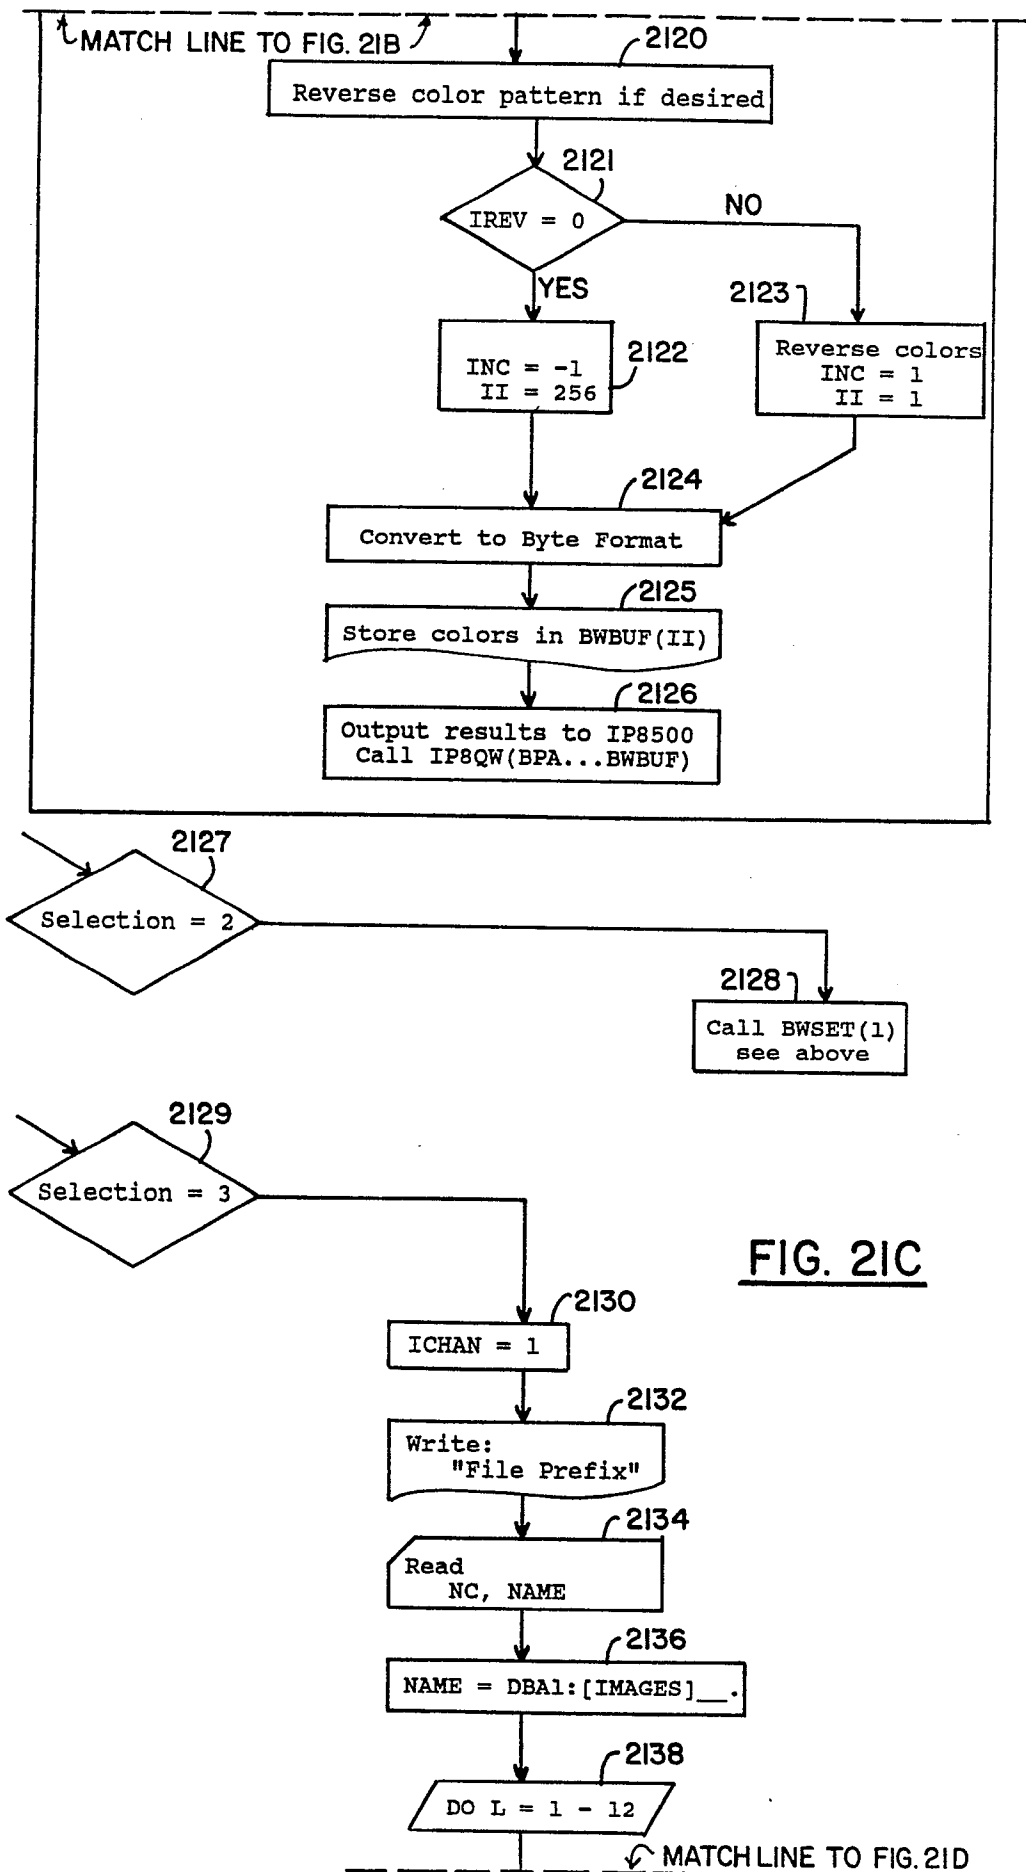 MATCH LINE TO FIG. 21B
2120
Reverse color pattern if desired
2121
IREV = 0
NO
YES
2123
INC = -1
II = 256
2122
Reverse colors
INC = 1
II = 1
2124
Convert to Byte Format
2125
Store colors in BWBUF(II)
2126
Output results to IP8500
Call IP8QW(BPA...BWBUF)
2127
Selection = 2
2128
Call BWSET(1)
see above
2129
Selection = 3
FIG. 21C
2130
ICHAN = 1
2132
Write:
"File Prefix"
2134
Read
NC, NAME
2136
NAME = DBA1:[IMAGES]__.
2138
DO L = 1 - 12
MATCH LINE TO FIG. 21D